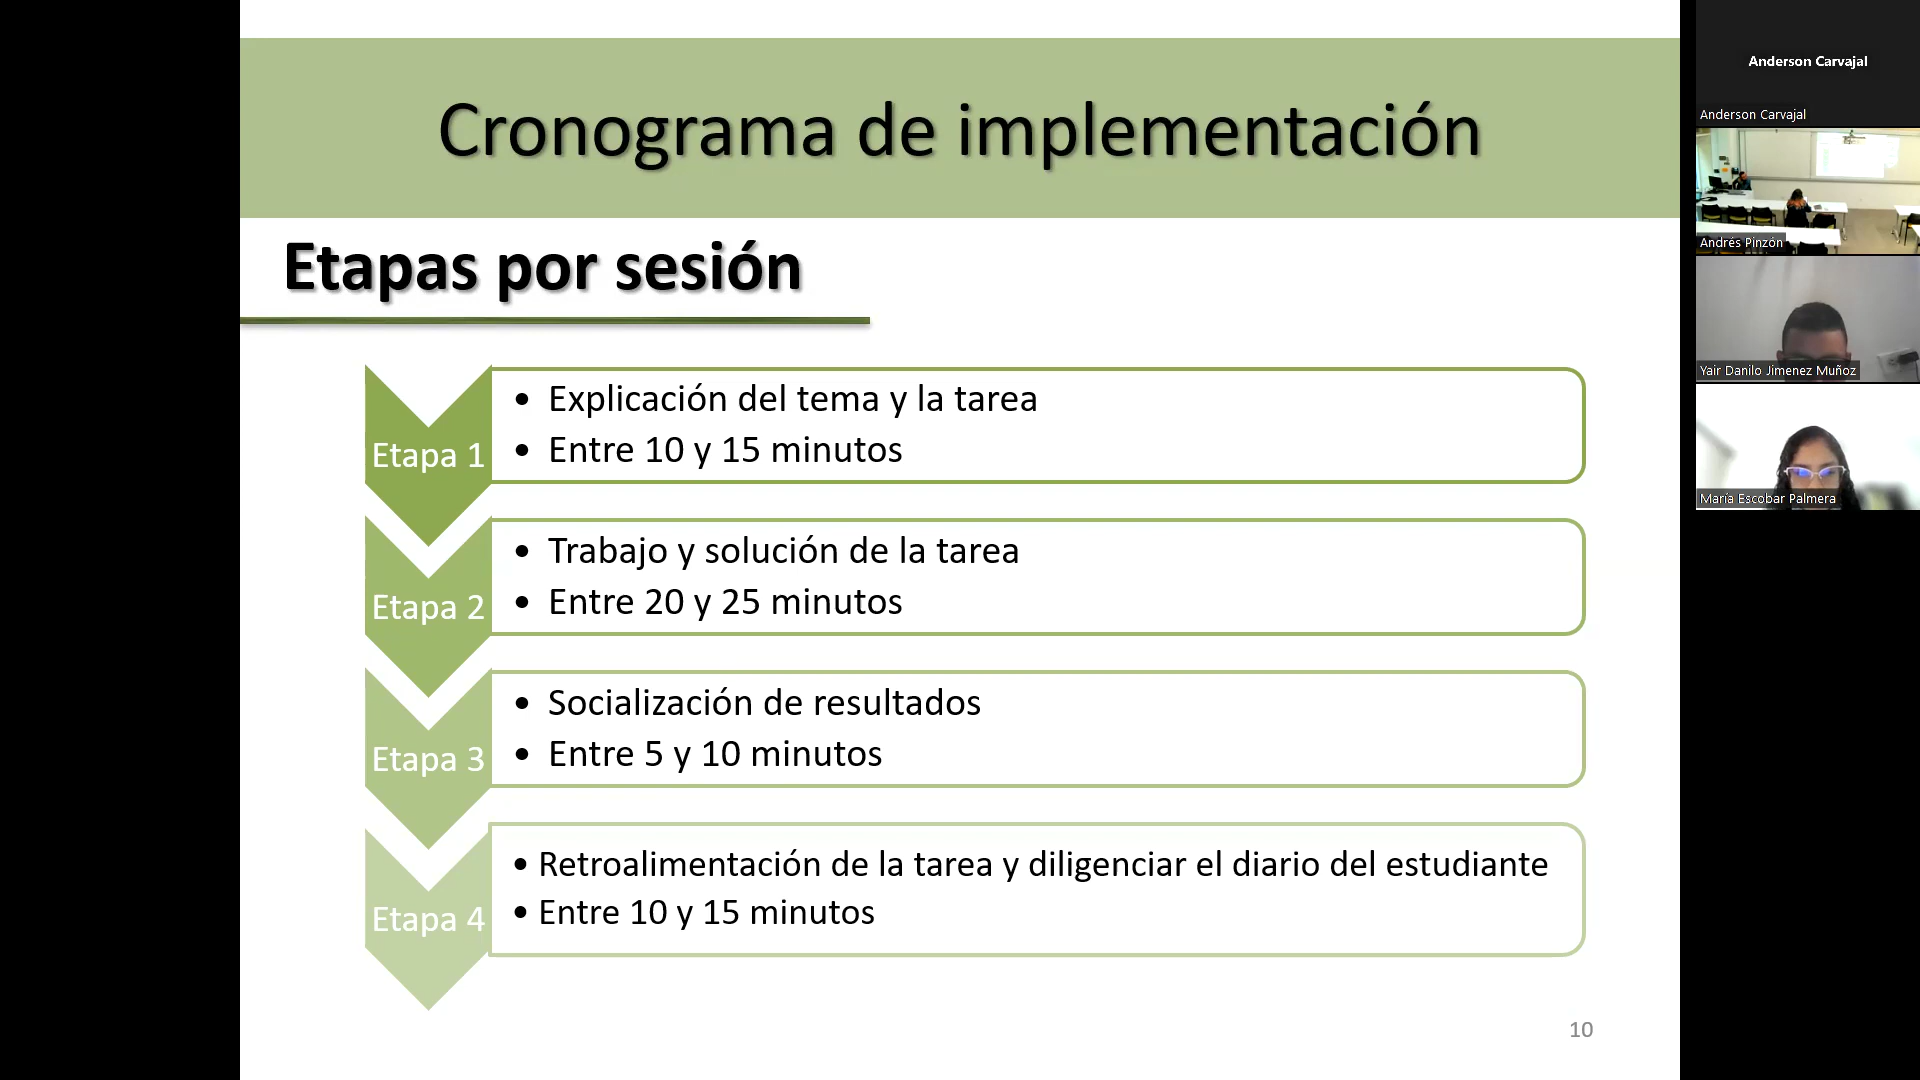 Cronograma de implementación
Etapas por sesión
Etapa 1
• Explicación del tema y la tarea
• Entre 10 y 15 minutos
Etapa 2
• Trabajo y solución de la tarea
• Entre 20 y 25 minutos
Etapa 3
• Socialización de resultados
• Entre 5 y 10 minutos
Etapa 4
• Retroalimentación de la tarea y diligenciar el diario del estudiante
• Entre 10 y 15 minutos
10
Anderson Carvajal
Anderson Carvajal
Andrés Pinzón
Yair Danilo Jimenez Muñoz
María Escobar Palmera